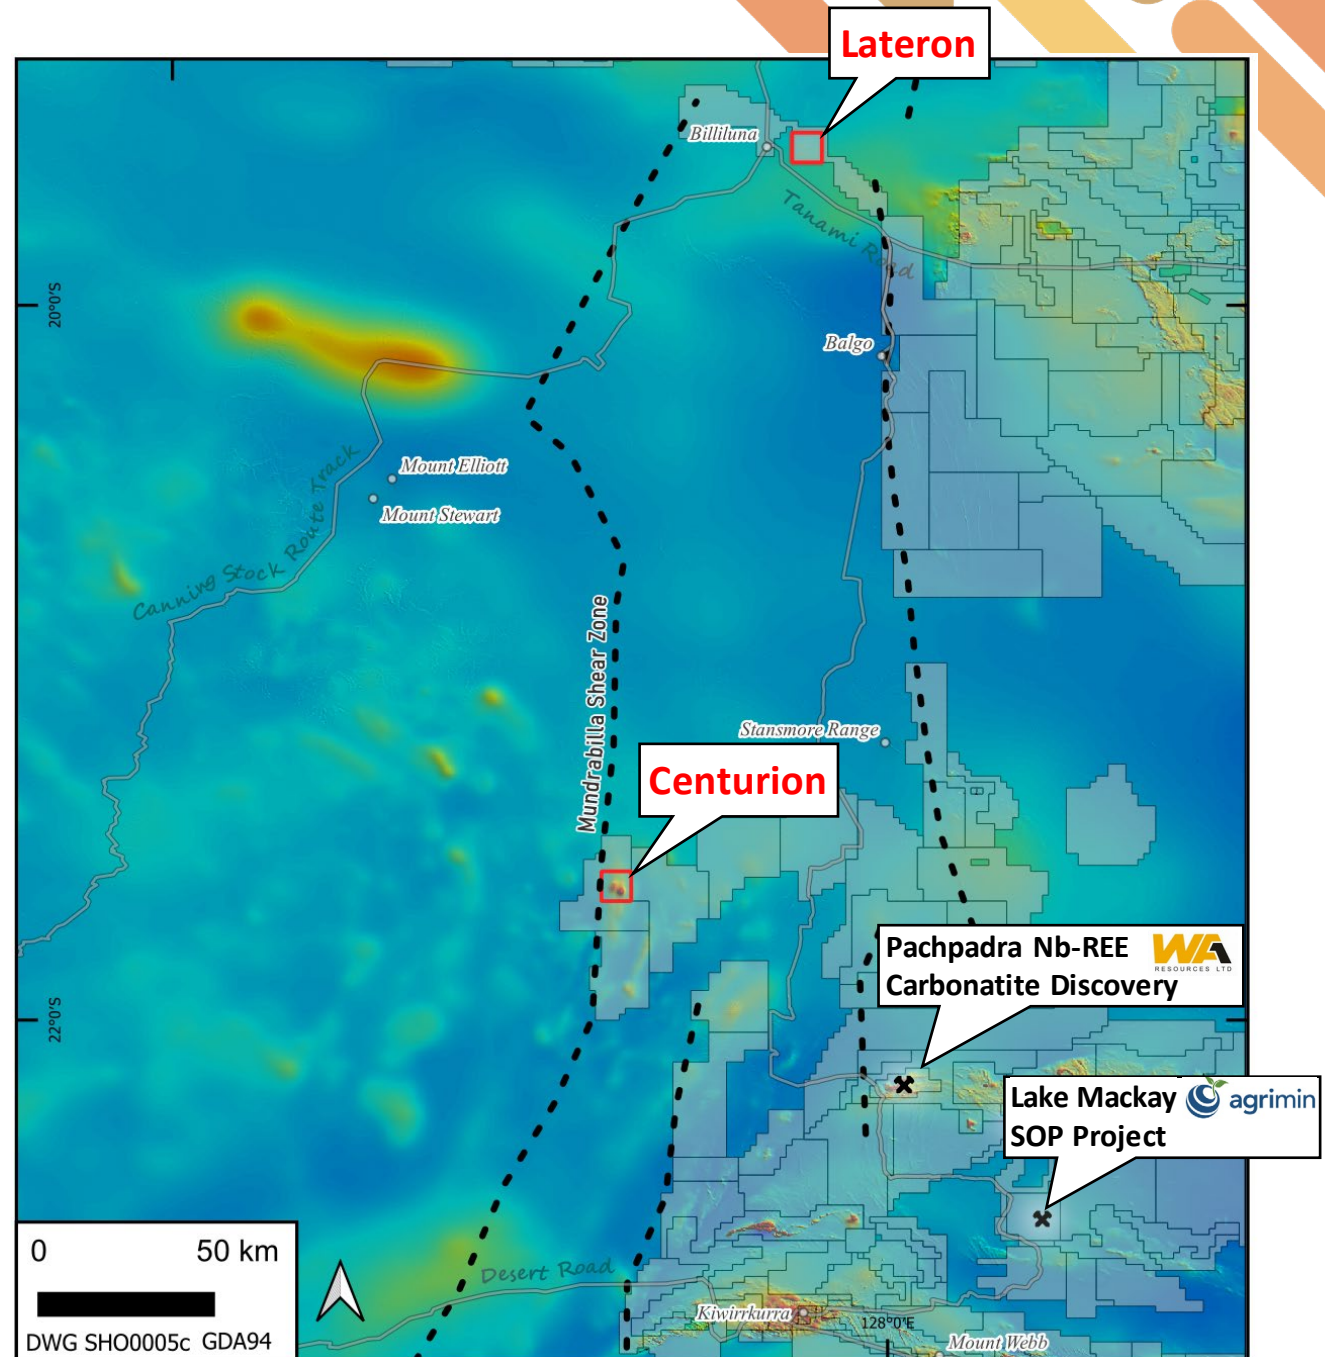 Lateron
Billiluna
Tanami Road
20°0'S
Balgo
Mount Elliott
Mount Stewart
Canning Stock Route Track
Mundrabilla Shear Zone
Stansmore Range
Centurion
Pachpadra Nb-REE
Carbonatite Discovery
WA
RESOURCES LTD
22°0'S
Lake Mackay
SOP Project
agrimin
0 50 km
DWG SHO0005c GDA94
Desert Road
Kiwirrkurra
128°0'E
Mount Webb